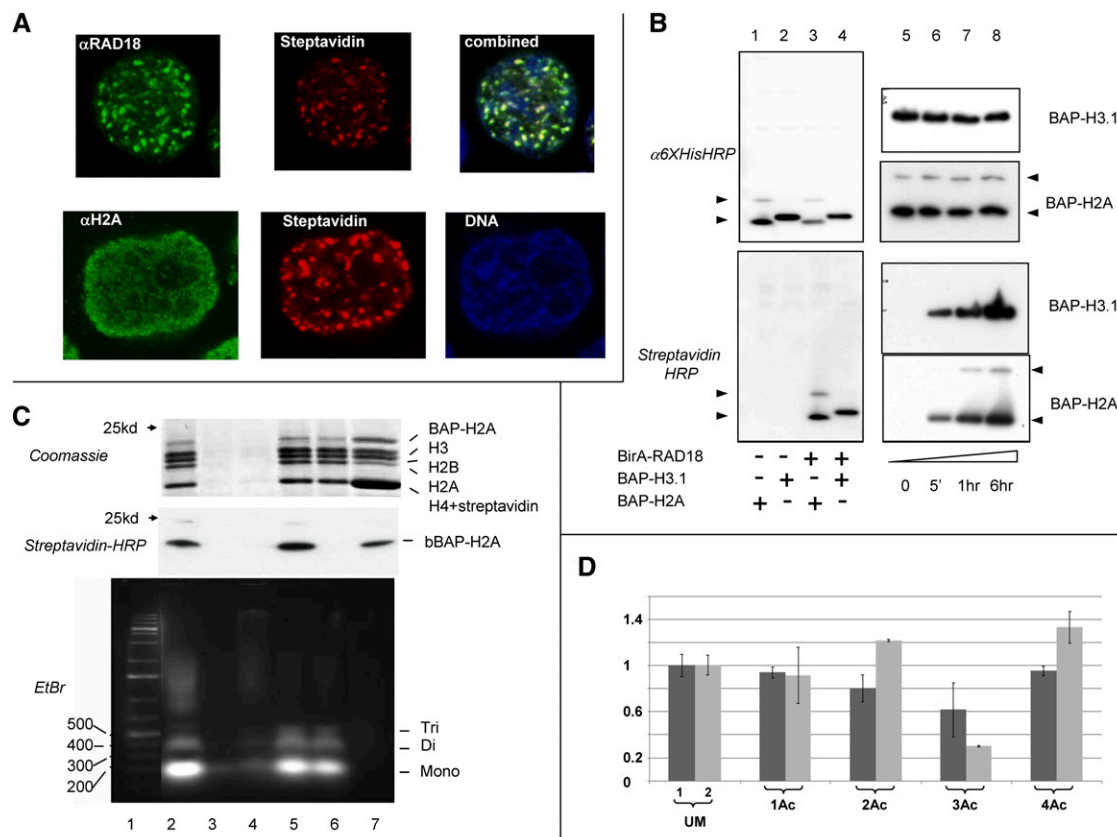 A
αRAD18
Steptavidin
combined
αH2A
Steptavidin
DNA
B
1 2 3 4
5 6 7 8
α6XHisHRP
BAP-H3.1
BAP-H2A
Streptavidin
HRP
BAP-H3.1
BAP-H2A
BirA-RAD18 - - + +
BAP-H3.1 - + - +
BAP-H2A + - + -
0 5' 1hr 6hr
C
25kd
Coomassie
BAP-H2A
H3
H2B
H2A
H4+streptavidin
25kd
Streptavidin-HRP
bBAP-H2A
EtBr
500
400
300
200
Tri
Di
Mono
1 2 3 4 5 6 7
D
1.4
1
0.6
0.2
0
1 2
UM
1Ac
2Ac
3Ac
4Ac